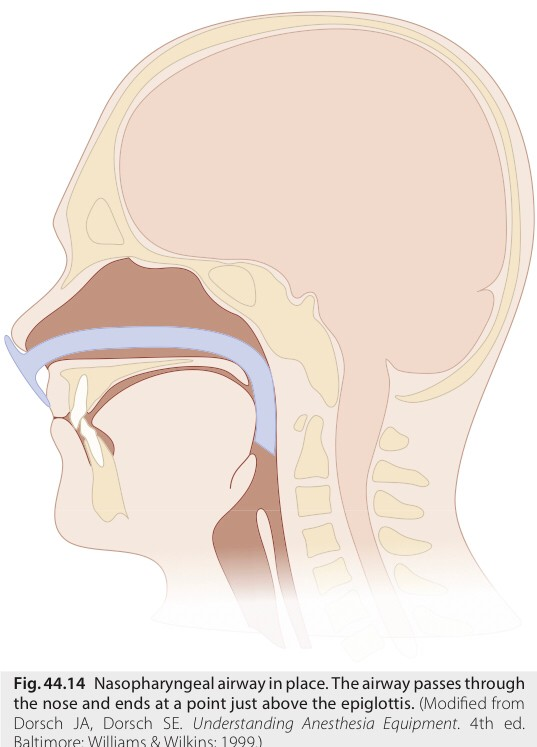 Fig. 44.14 Nasopharyngeal airway in place. The airway passes through
the nose and ends at a point just above the epiglottis. (Modified from
Dorsch JA, Dorsch SE. Understanding Anesthesia Equipment. 4th ed.
Baltimore: Williams & Wilkins; 1999.)